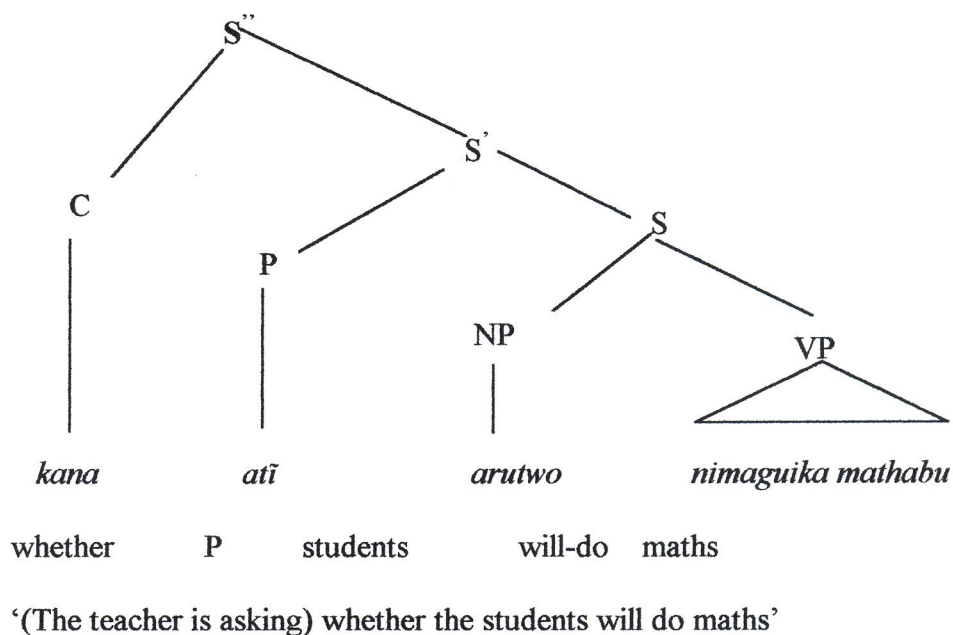 S’’
S’
C
S
P
NP
VP
kana atĩ arutwo nimaguika mathabu
whether P students will-do maths
‘(The teacher is asking) whether the students will do maths’